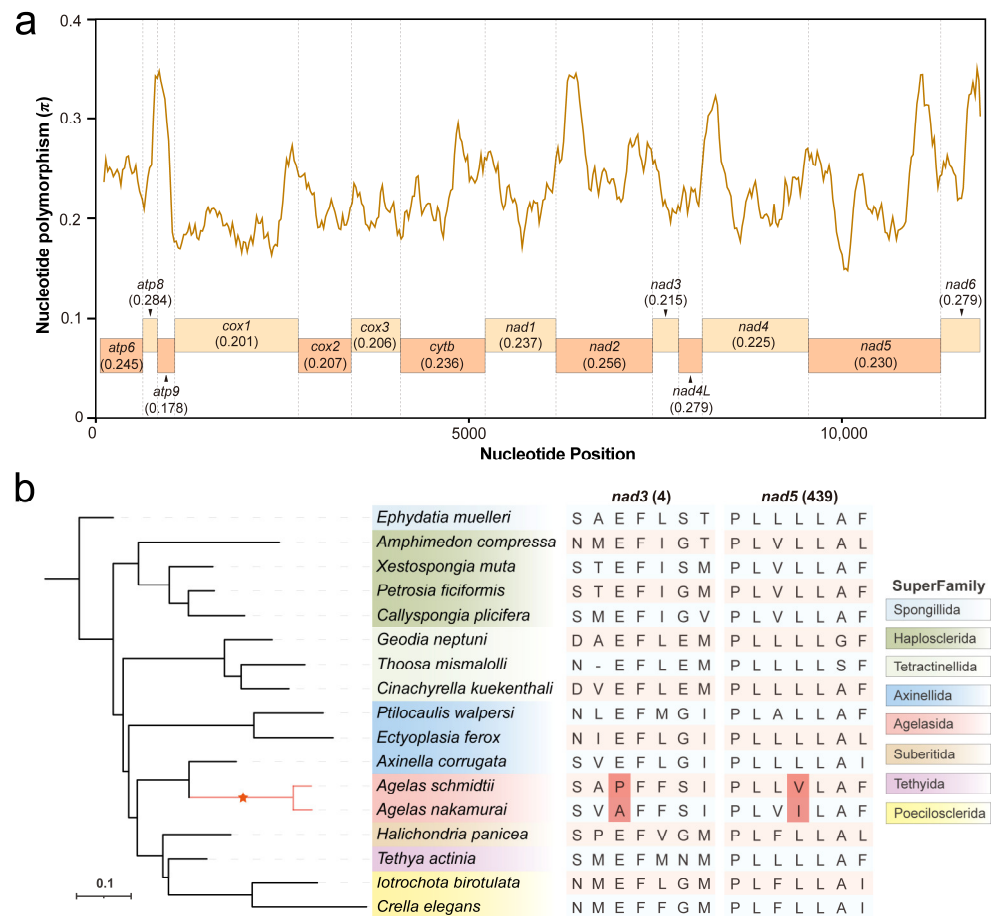 a
Nucleotide polymorphism (π)
0.4
0.3
0.2
0.1
0
atp8
(0.284)
nad3
(0.215)
nad6
(0.279)
cox1
(0.201)
cox3
(0.206)
nad1
(0.237)
nad4
(0.225)
atp6
(0.245)
cox2
(0.207)
cytb
(0.236)
nad2
(0.256)
nad5
(0.230)
atp9
(0.178)
nad4L
(0.279)
0 5000 10,000
Nucleotide Position
b
nad3 (4) nad5 (439)
Ephydatia muelleri S A E F L S T P L L L L A F
Amphimedon compressa N M E F I G T P L V L L A L
Xestospongia muta S T E F I S M P L V L L A F
Petrosia ficiformis S T E F I G M P L V L L A F
Callyspongia plicifera S M E F I G V P L V L L A F
Geodia neptuni D A E F L E M P L L L L G F
Thoosa mismalolli N - E F L E M P L L L L S F
Cinachyrella kuekenthali D V E F L E M P L L L L A F
Ptilocaulis walpersi N L E F M G I P L A L L A F
Ectyoplasia ferox N I E F L G I P L L L L A L
Axinella corrugata S V E F L G I P L L L L A I
Agelas schmidtii S A P F F S I P L L V L A F
Agelas nakamurai S V A F F S I P L V I L A F
Halichondria panicea S P E F V G M P L F L L A L
Tethya actinia S M E F M N M P L L L L A F
Iotrochota birotulata N M E F L G M P L F L L A I
Crella elegans N M E F F G M P L F L L A I
0.1
SuperFamily
Spongillida
Haplosclerida
Tetractinellida
Axinellida
Agelasida
Suberitida
Tethyida
Poecilosclerida